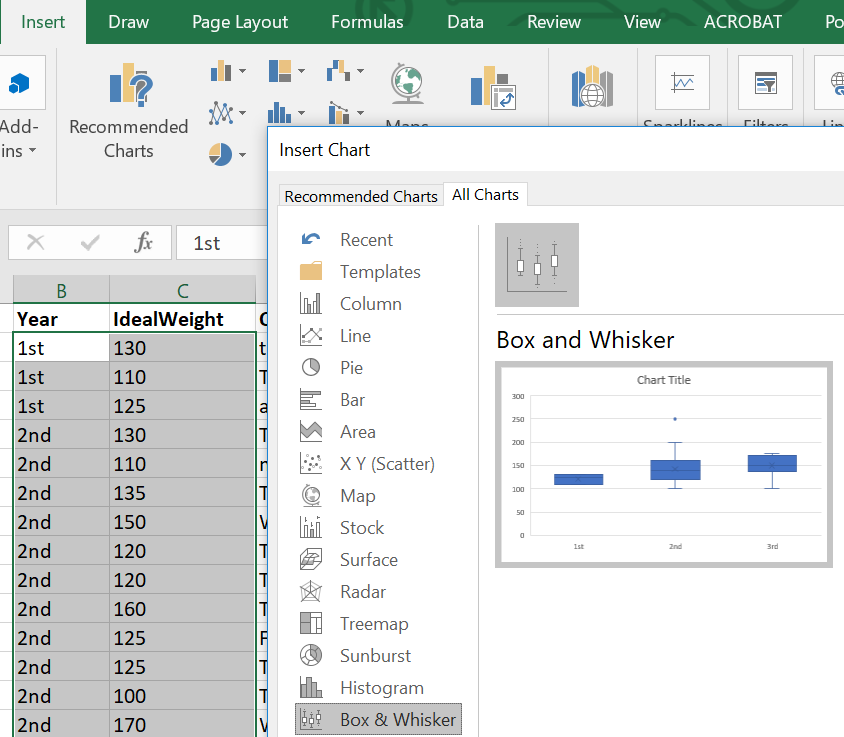 Insert Draw Page Layout Formulas Data Review View ACROBAT Po
Add-
ins
Recommended
Charts
Insert Chart
Recommended Charts All Charts
Recent
Templates
Column
Line
Pie
Bar
Area
X Y (Scatter)
Map
Stock
Surface
Radar
Treemap
Sunburst
Histogram
Box & Whisker
Box and Whisker
Chart Title
300
250
200
150
100
50
0
1st 2nd 3rd
fx 1st
B C
Year IdealWeight
1st 130
1st 110
1st 125
2nd 130
2nd 110
2nd 135
2nd 150
2nd 120
2nd 120
2nd 160
2nd 125
2nd 125
2nd 100
2nd 170